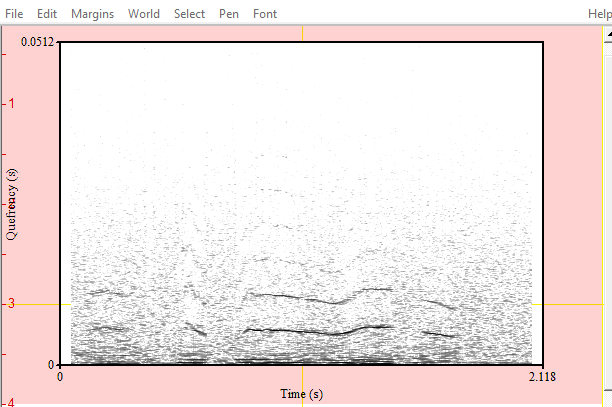 File Edit Margins World Select Pen Font Help
0.0512
1
Quefrency (s)
3
0
0 2.118
Time (s)
4